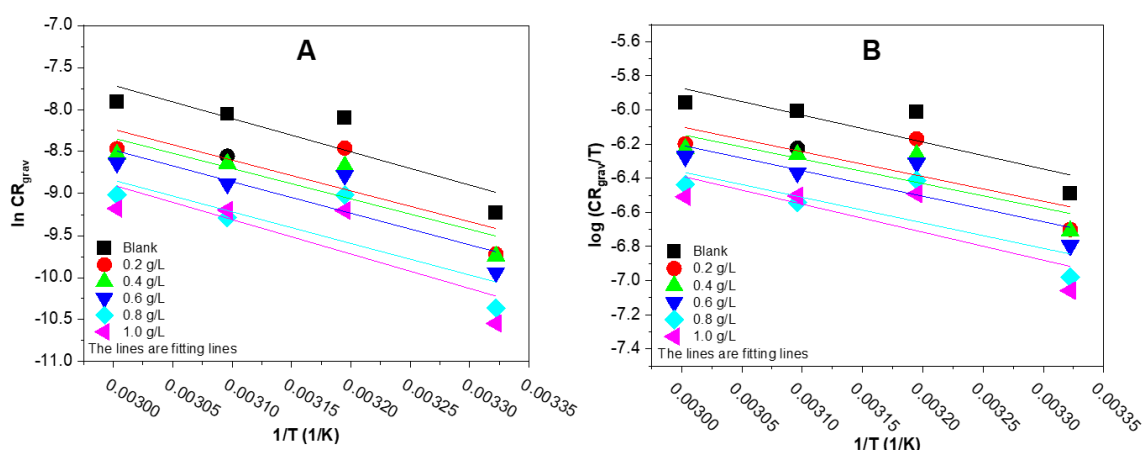 A
-7.0
-7.5
-8.0
-8.5
-9.0
-9.5
-10.0
-10.5
-11.0
ln CRgrav
Blank
0.2 g/L
0.4 g/L
0.6 g/L
0.8 g/L
1.0 g/L
The lines are fitting lines
0.00300
0.00305
0.00310
0.00315
0.00320
0.00325
0.00330
0.00335
1/T (1/K)
B
-5.6
-5.8
-6.0
-6.2
-6.4
-6.6
-6.8
-7.0
-7.2
-7.4
log (CRgrav/T)
Blank
0.2 g/L
0.4 g/L
0.6 g/L
0.8 g/L
1.0 g/L
The lines are fitting lines
0.00300
0.00305
0.00310
0.00315
0.00320
0.00325
0.00330
0.00335
1/T (1/K)